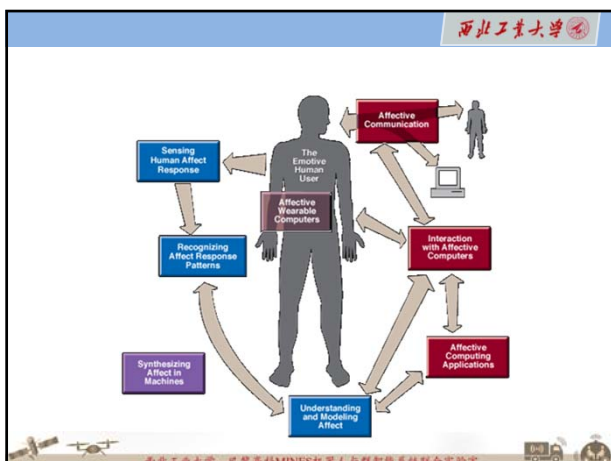 西北工业大学
Affective
Communication
The
Emotive
Human
User
Sensing
Human Affect
Response
Affective
Wearable
Computers
Recognizing
Affect Response
Patterns
Interaction
with Affective
Computers
Synthesizing
Affect in
Machines
Affective
Computing
Applications
Understanding
and Modeling
Affect